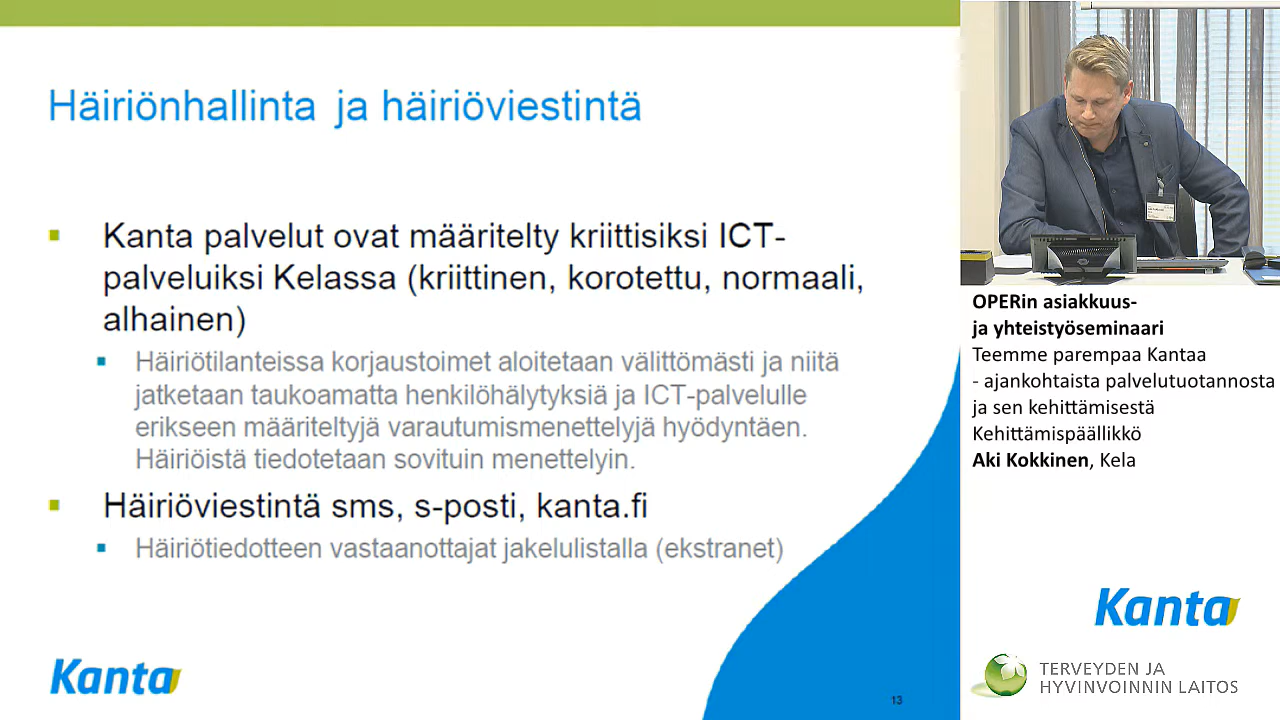 Häiriönhallinta ja häiriöviestintä
Kanta palvelut ovat määritelty kriittisiksi ICT-
palveluiksi Kelassa (kriittinen, korotettu, normaali,
alhainen)
Häiriötilanteissa korjaustoimet aloitetaan välittömästi ja niitä
jatketaan taukoamatta henkilöhälytyksiä ja ICT-palvelulle
erikseen määriteltyjä varautumismenettelyjä hyödyntäen.
Häiriöistä tiedotetaan sovituin menettelyin.
Häiriöviestintä sms, s-posti, kanta.fi
Häiriötiedotteen vastaanottajat jakelulistalla (ekstranet)
Kanta
13
OPERin asiakkuus-
ja yhteistyöseminaari
Teemme parempaa Kantaa
- ajankohtaista palvelutuotannosta
ja sen kehittämisestä
Kehittämispäällikkö
Aki Kokkinen, Kela
Kanta
TERVEYDEN JA
HYVINVOINNIN LAITOS